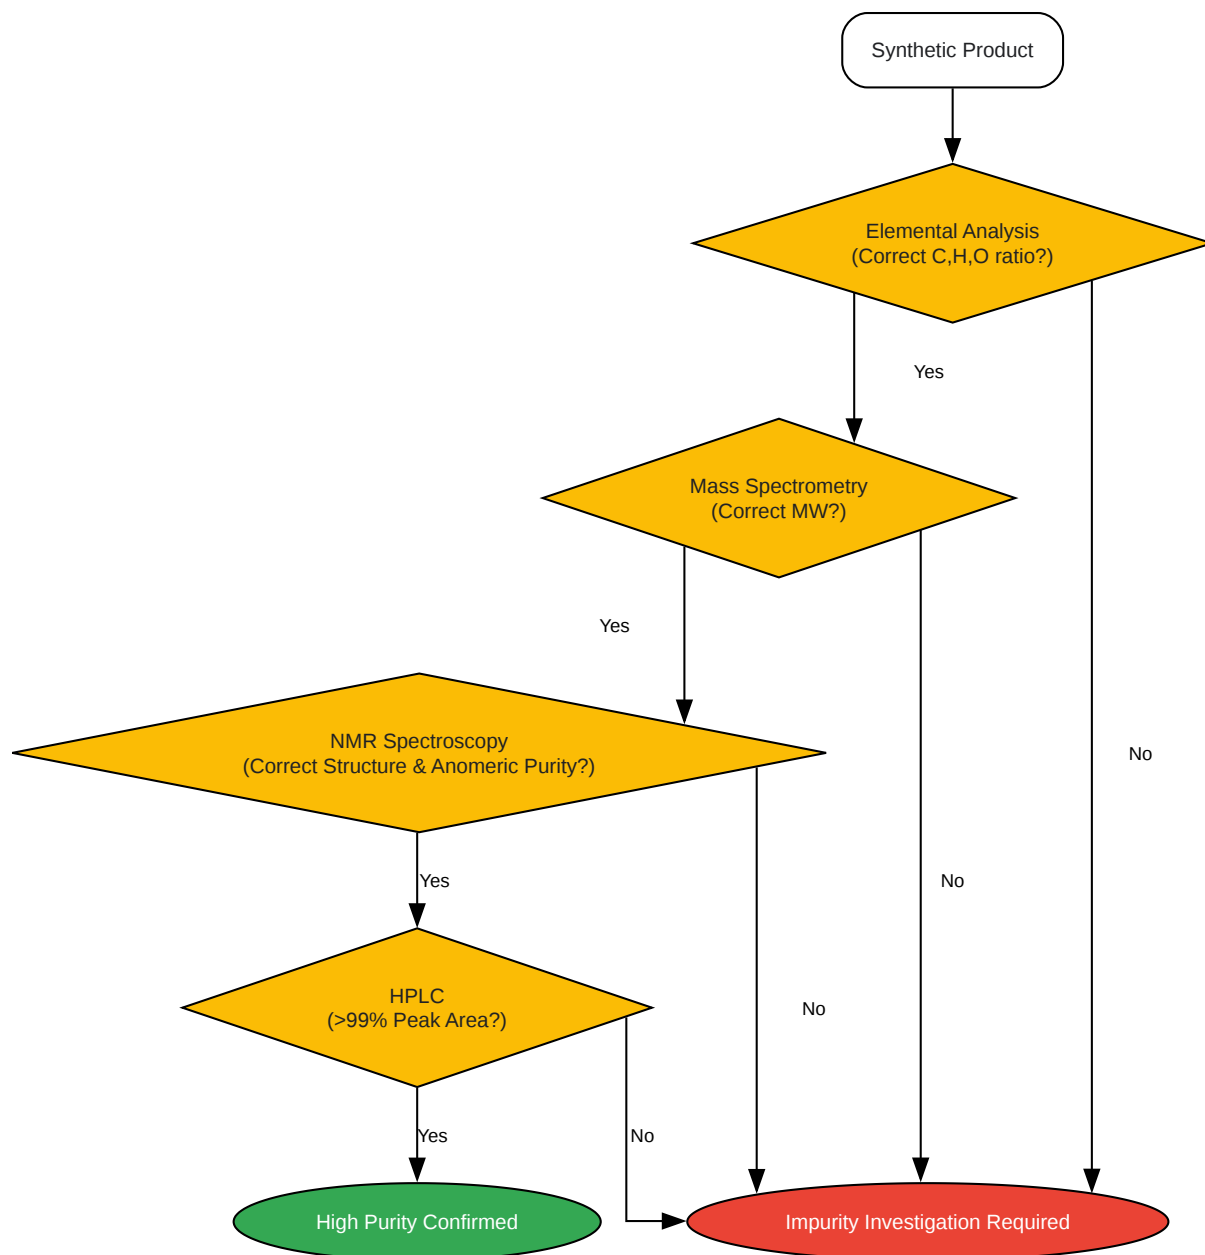 Synthetic Product
Elemental Analysis
(Correct C,H,O ratio?)
Yes
Mass Spectrometry
(Correct MW?)
Yes
NMR Spectroscopy
(Correct Structure & Anomeric Purity?)
No
Yes
No
HPLC
(>99% Peak Area?)
No
Yes
No
High Purity Confirmed
Impurity Investigation Required